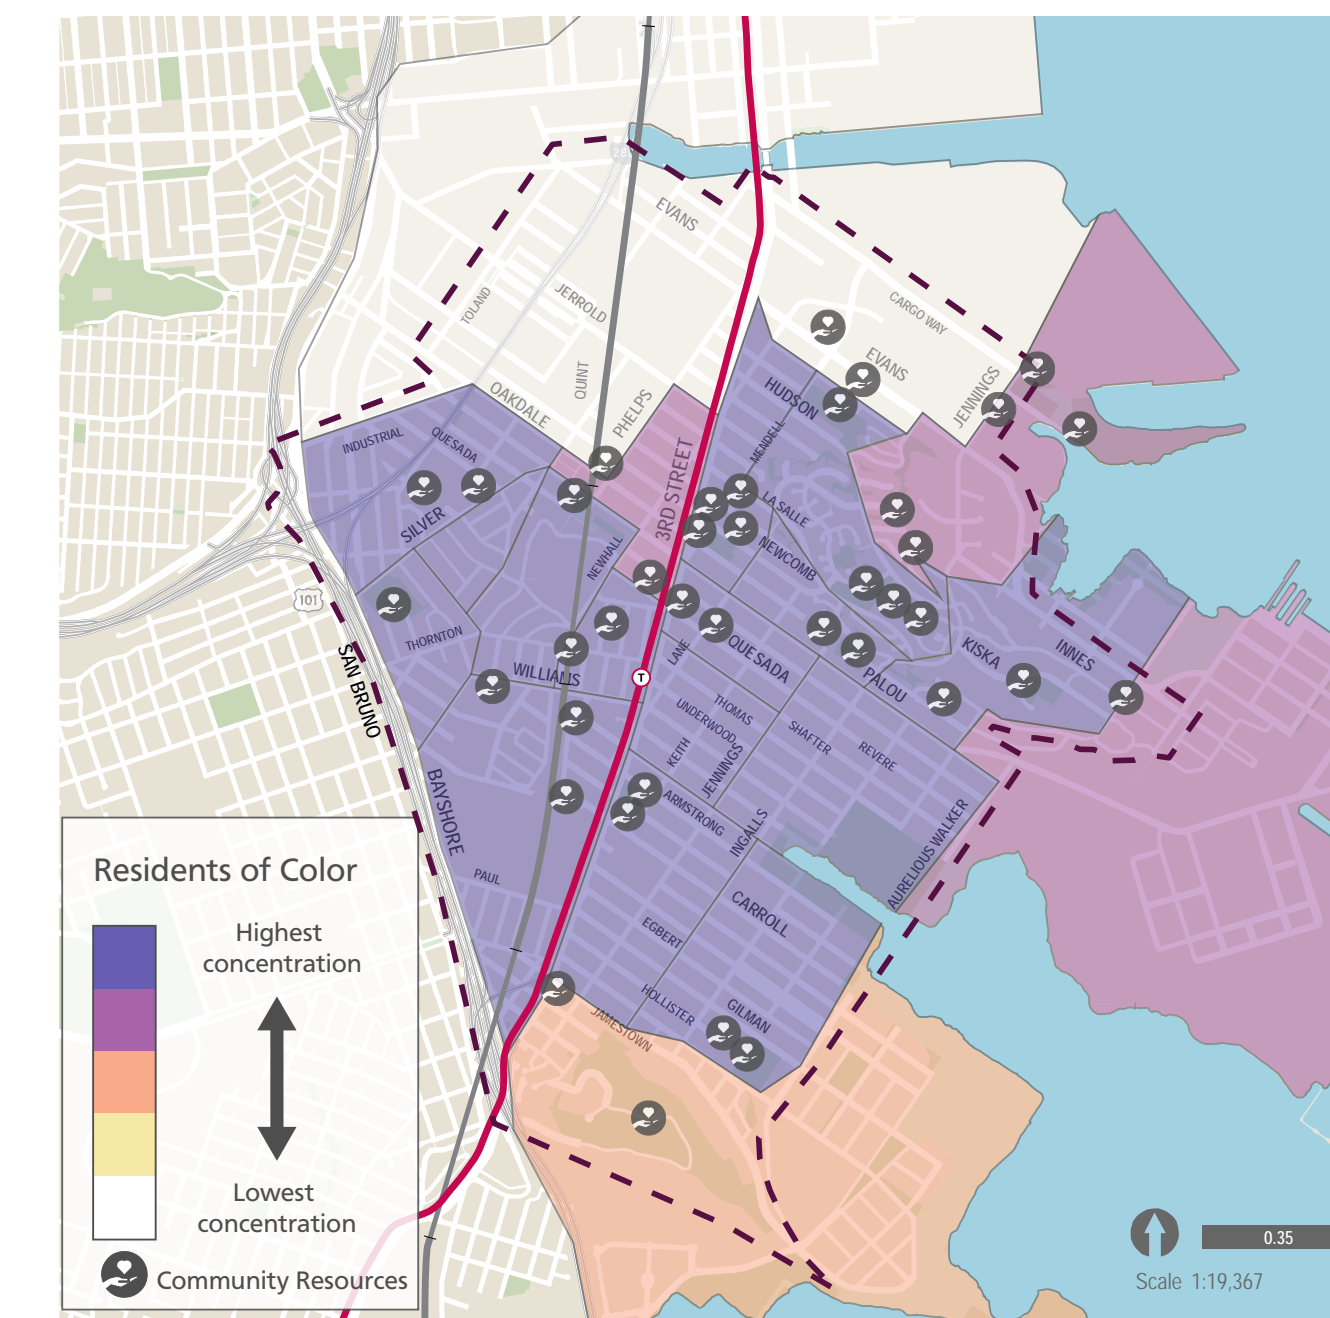 280
EVANS
TOLAND
JERROLD
CARGO WAY
EVANS
QUINT
HUDSON
JENNINGS
OAKDALE
PHELPS
INDUSTRIAL
QUESADA
MENDELL
3RD STREET
SILVER
LA SALLE
NEWHALL
NEWCOMB
101
THORNTON
LANE
QUESADA
KISKA
INNES
SAN BRUNO
WILLIAMS
T
PALOU
THOMAS
UNDERWOOD
SHAFTER
REVERE
KEITH
JENNINGS
BAYSHORE
ARMSTRONG
INGALLS
AURELIOUS WALKER
PAUL
CARROLL
EGBERT
HOLLISTER
GILMAN
JAMESTOWN
Residents of Color
Highest
concentration
Lowest
concentration
Community Resources
0.35
Scale 1:19,367